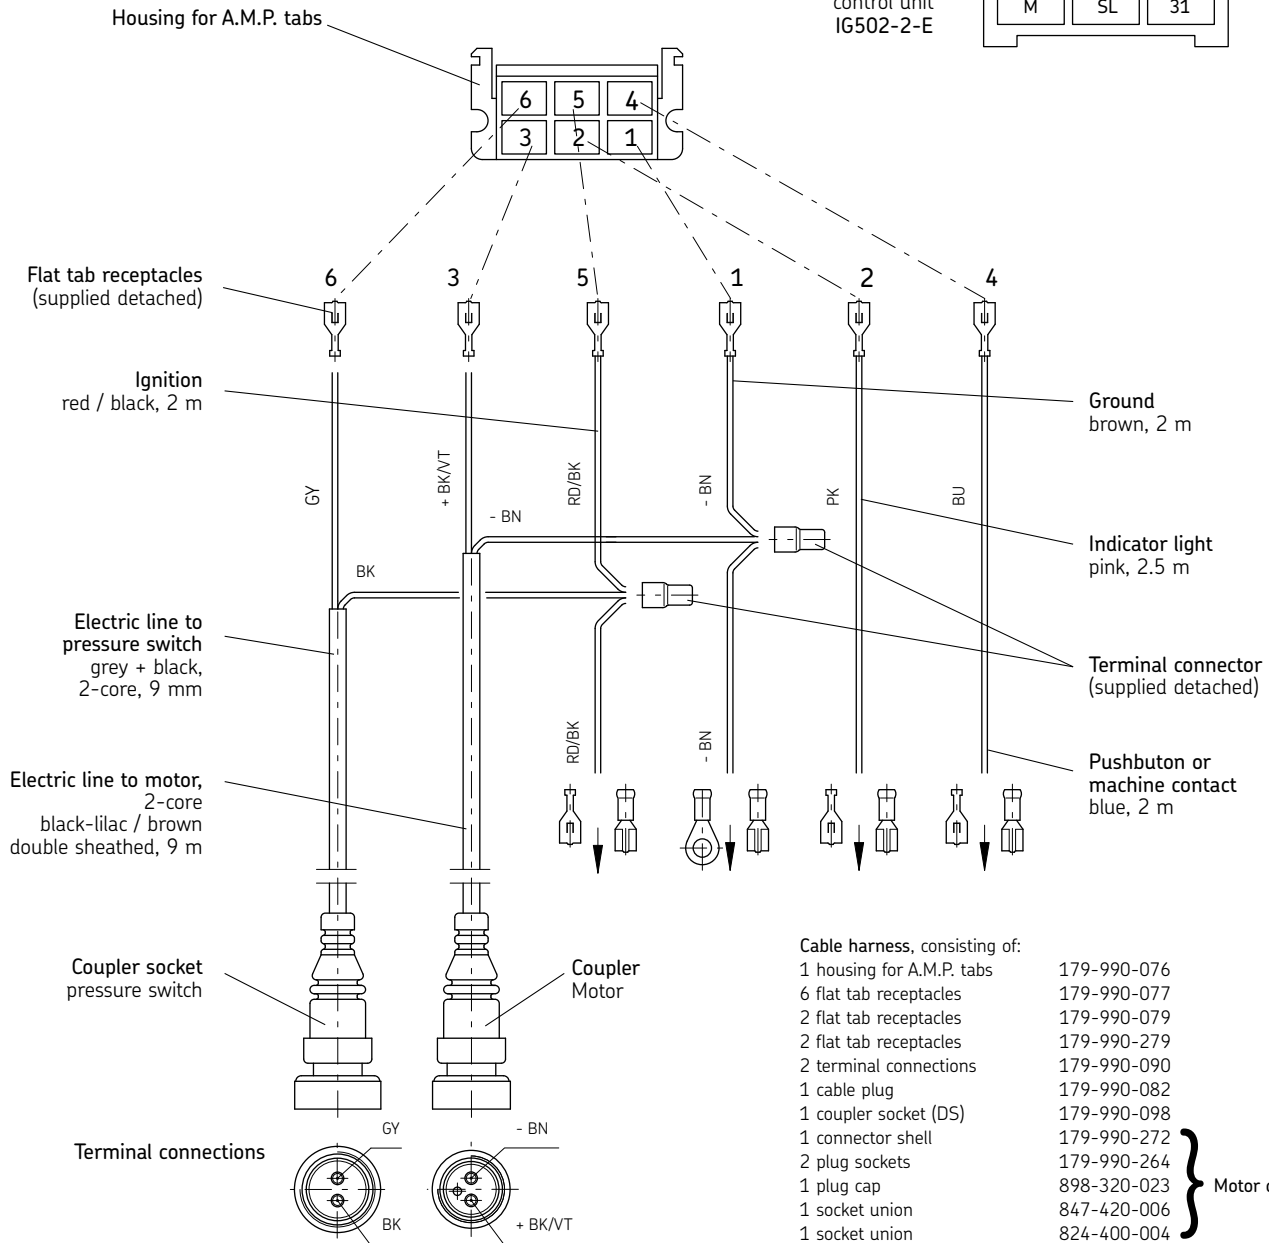 control unit
IG502-2-E
M SL 31
Housing for A.M.P. tabs
6 5 4
3 2 1
Flat tab receptacles
(supplied detached)
6 3 5 1 2 4
Ignition
red / black, 2 m
Ground
brown, 2 m
GY
+ BK/VT
RD/BK
- BN
PK
BU
- BN
BK
Indicator light
pink, 2.5 m
Electric line to
pressure switch
grey + black,
2-core, 9 mm
Terminal connector
(supplied detached)
RD/BK
- BN
Pushbuton or
machine contact
blue, 2 m
Electric line to motor,
2-core
black-lilac / brown
double sheathed, 9 m
Coupler socket
pressure switch
Coupler
Motor
Cable harness, consisting of:
1 housing for A.M.P. tabs 179-990-076
6 flat tab receptacles 179-990-077
2 flat tab receptacles 179-990-079
2 flat tab receptacles 179-990-279
2 terminal connections 179-990-090
1 cable plug 179-990-082
1 coupler socket (DS) 179-990-098
1 connector shell 179-990-272
2 plug sockets 179-990-264
1 plug cap 898-320-023
1 socket union 847-420-006
1 socket union 824-400-004
Motor
Terminal connections
GY
BK
- BN
+ BK/VT